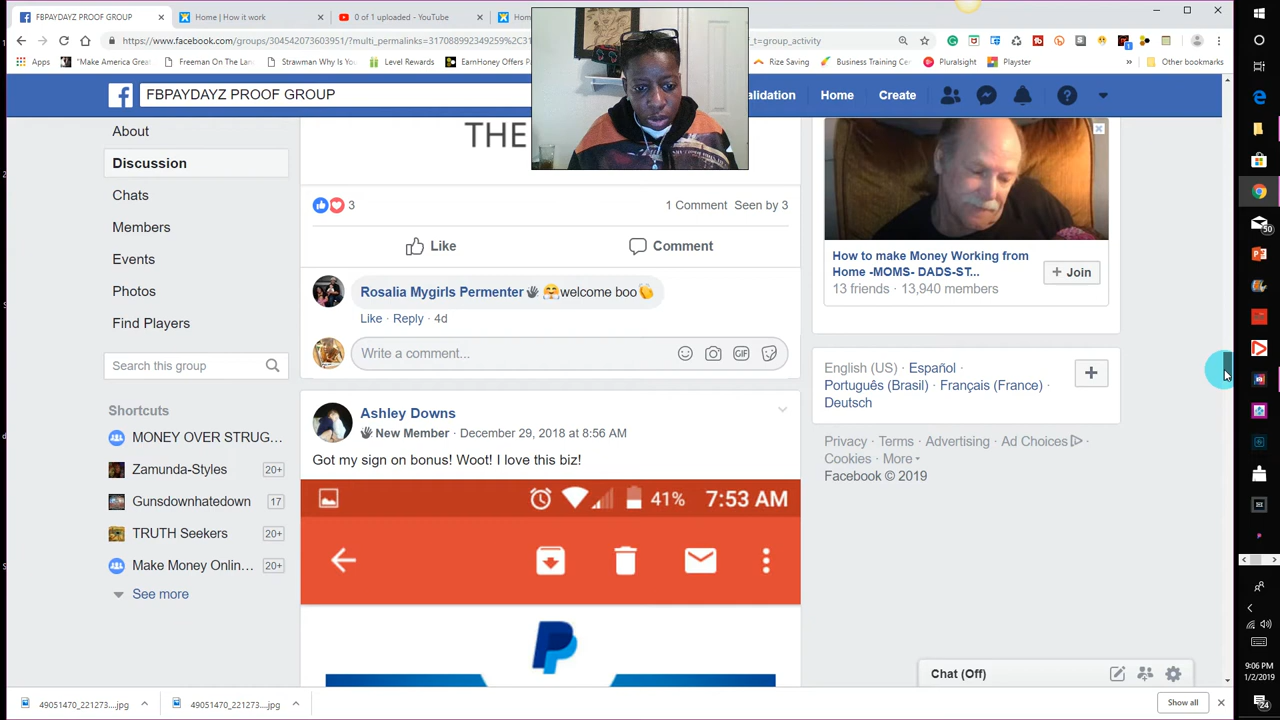 FBPAYDAYZ PROOF GROUP
Home | How it work
0 of 1 uploaded - YouTube
https://www.facebook.com/groups/304542073603951/?multi_permalinks=317088992349259%2C31
_t=group_activity
Apps
"Make America Grea
Freeman On The Lan
Strawman Why Is You
Level Rewards
EarnHoney Offers P
Rize Saving
Business Training Cer
Pluralsight
Playster
Other bookmarks
FBPAYDAYZ PROOF GROUP
Home
Create
About
Discussion
Chats
Members
Events
Photos
Find Players
Search this group
Shortcuts
MONEY OVER STRUG...
Zamunda-Styles 20+
Gunsdownhatedown 17
TRUTH Seekers 20+
Make Money Onlin... 20+
See more
THE
3
1 Comment Seen by 3
Like
Comment
Rosalia Mygirls Permenter welcome boo
Like · Reply · 4d
Write a comment...
Ashley Downs
New Member · December 29, 2018 at 8:56 AM
Got my sign on bonus! Woot! I love this biz!
41% 7:53 AM
How to make Money Working from
Home -MOMS- DADS-ST...
13 friends · 13,940 members
+ Join
English (US) · Español ·
Português (Brasil) · Français (France) ·
Deutsch
Privacy · Terms · Advertising · Ad Choices ·
Cookies · More
Facebook © 2019
Chat (Off)
49051470_221273....jpg
49051470_221273....jpg
Show all
50
9:06 PM
1/2/2019
24